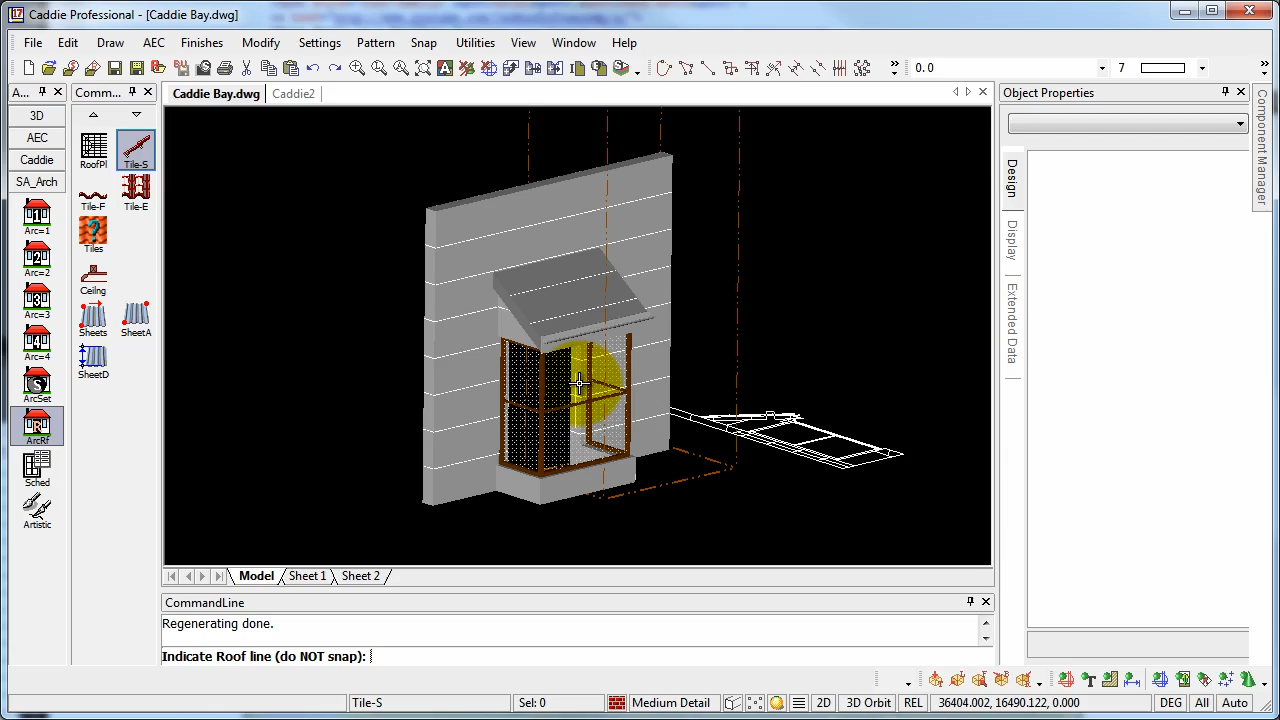 Caddie Professional - [Caddie Bay.dwg]
File Edit Draw AEC Finishes Modify Settings Pattern Snap Utilities View Window Help
0.0 7
A... Comm... Caddie Bay.dwg Caddie2 Object Properties
3D
AEC
Caddie
SA_Arch
Arc=1
Arc=2
Arc=3
Arc=4
ArcSet
ArcRf
Sched
Artistic
RoofPl Tile-S
Tile-F Tile-E
Tiles
Ceilng
Sheets SheetA
SheetD
Design
Display
Extended Data
Component Manager
Model Sheet 1 Sheet 2
CommandLine
Regenerating done.
Indicate Roof line (do NOT snap):
Tile-S Sel: 0 Medium Detail 2D 3D Orbit REL 36404.002, 16490.122, 0.000 DEG All Auto